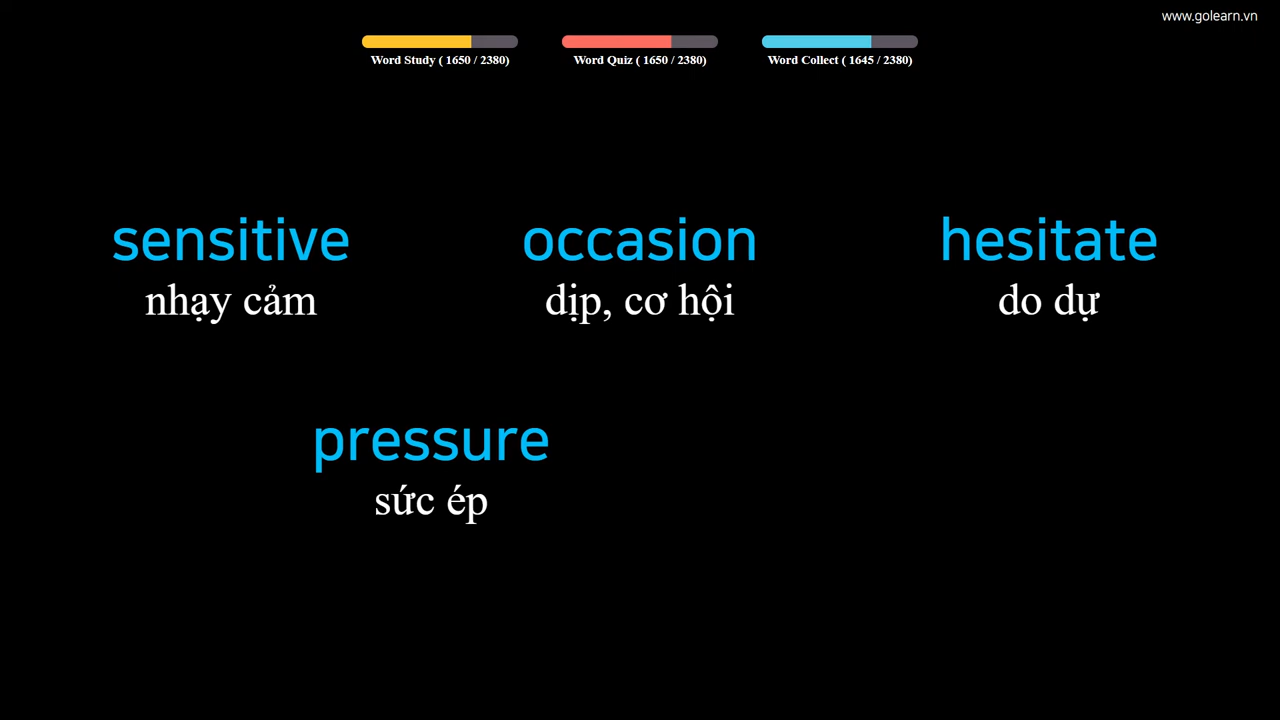 www.golearn.vn
Word Study ( 1650 / 2380)
Word Quiz ( 1650 / 2380)
Word Collect ( 1645 / 2380)
sensitive
nhạy cảm
occasion
dịp, cơ hội
hesitate
do dự
pressure
sức ép